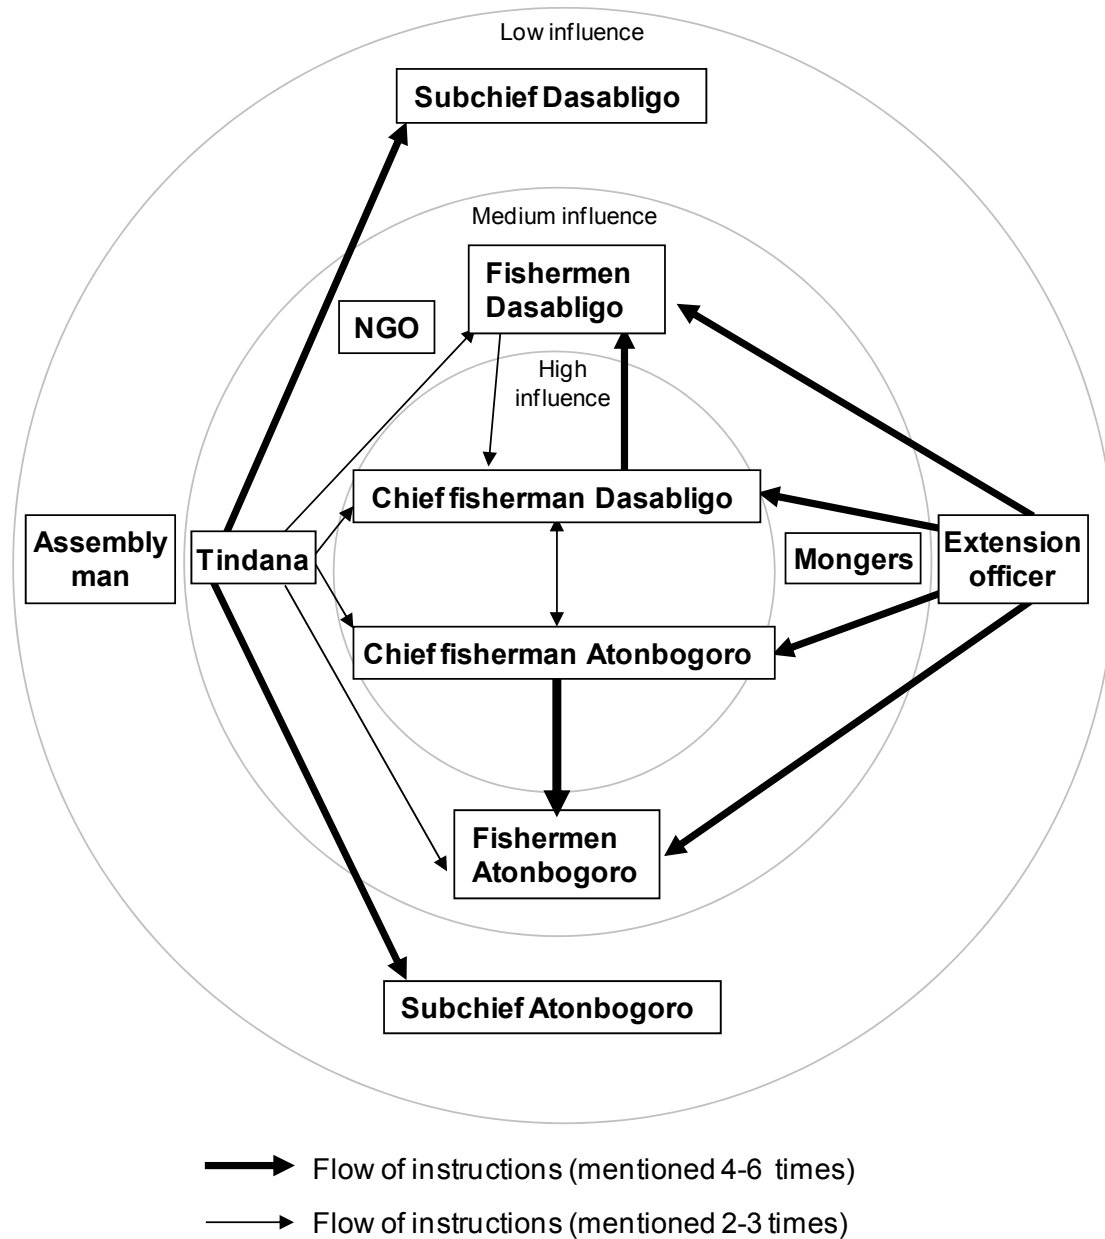 Low influence
Subchief Dasabligo
Medium influence
Fishermen
Dasabligo
NGO
High
influence
Chief fisherman Dasabligo
Assembly
man
Tindana
Mongers
Extension
officer
Chief fisherman Atonbogoro
Fishermen
Atonbogoro
Subchief Atonbogoro
Flow of instructions (mentioned 4-6 times)
Flow of instructions (mentioned 2-3 times)